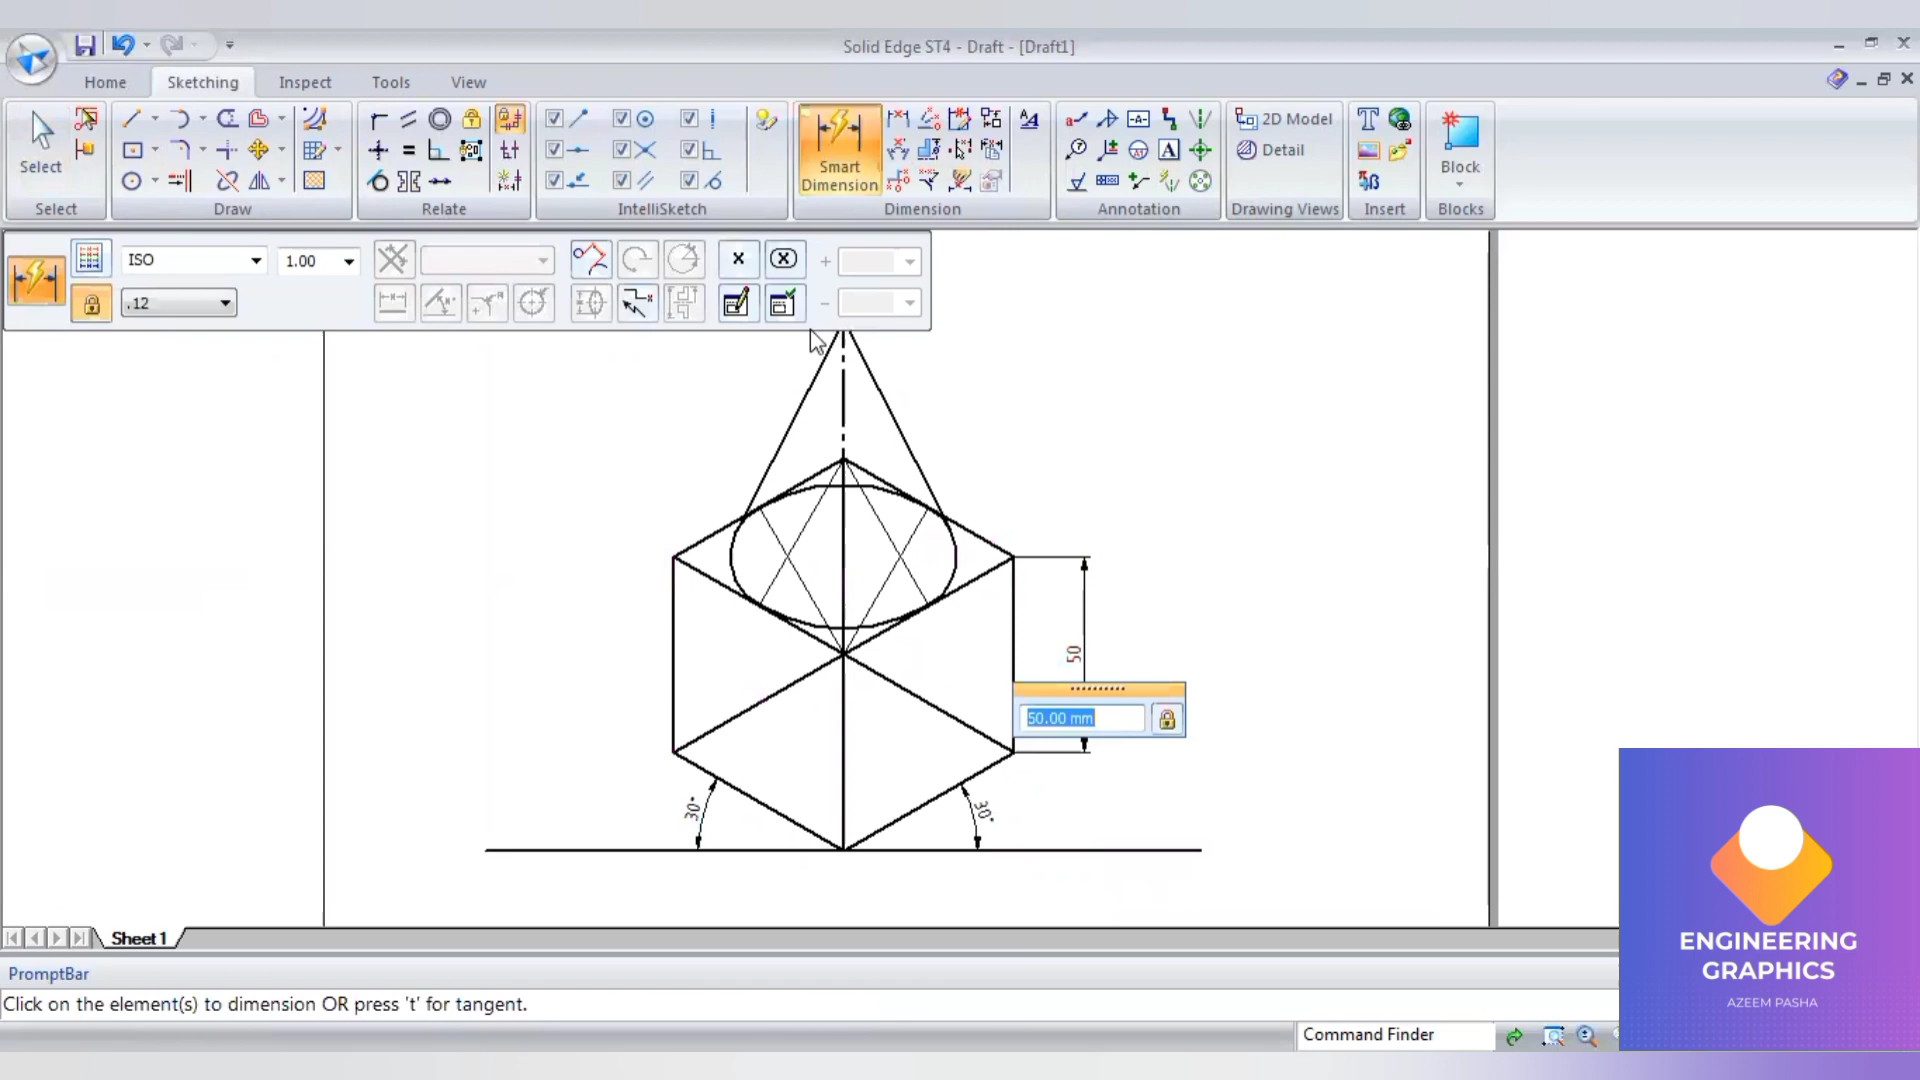 Solid Edge ST4 - Draft - [Draft1]
Home Sketching Inspect Tools View
Select
Smart
Dimension
2D Model
Detail
Block
Select Draw Relate IntelliSketch Dimension Annotation Drawing Views Insert Blocks
ISO 1.00
.12
50
50.00 mm
30°
30°
Sheet1
PromptBar
Click on the element(s) to dimension OR press 't' for tangent.
Command Finder
ENGINEERING
GRAPHICS
AZEEM PASHA